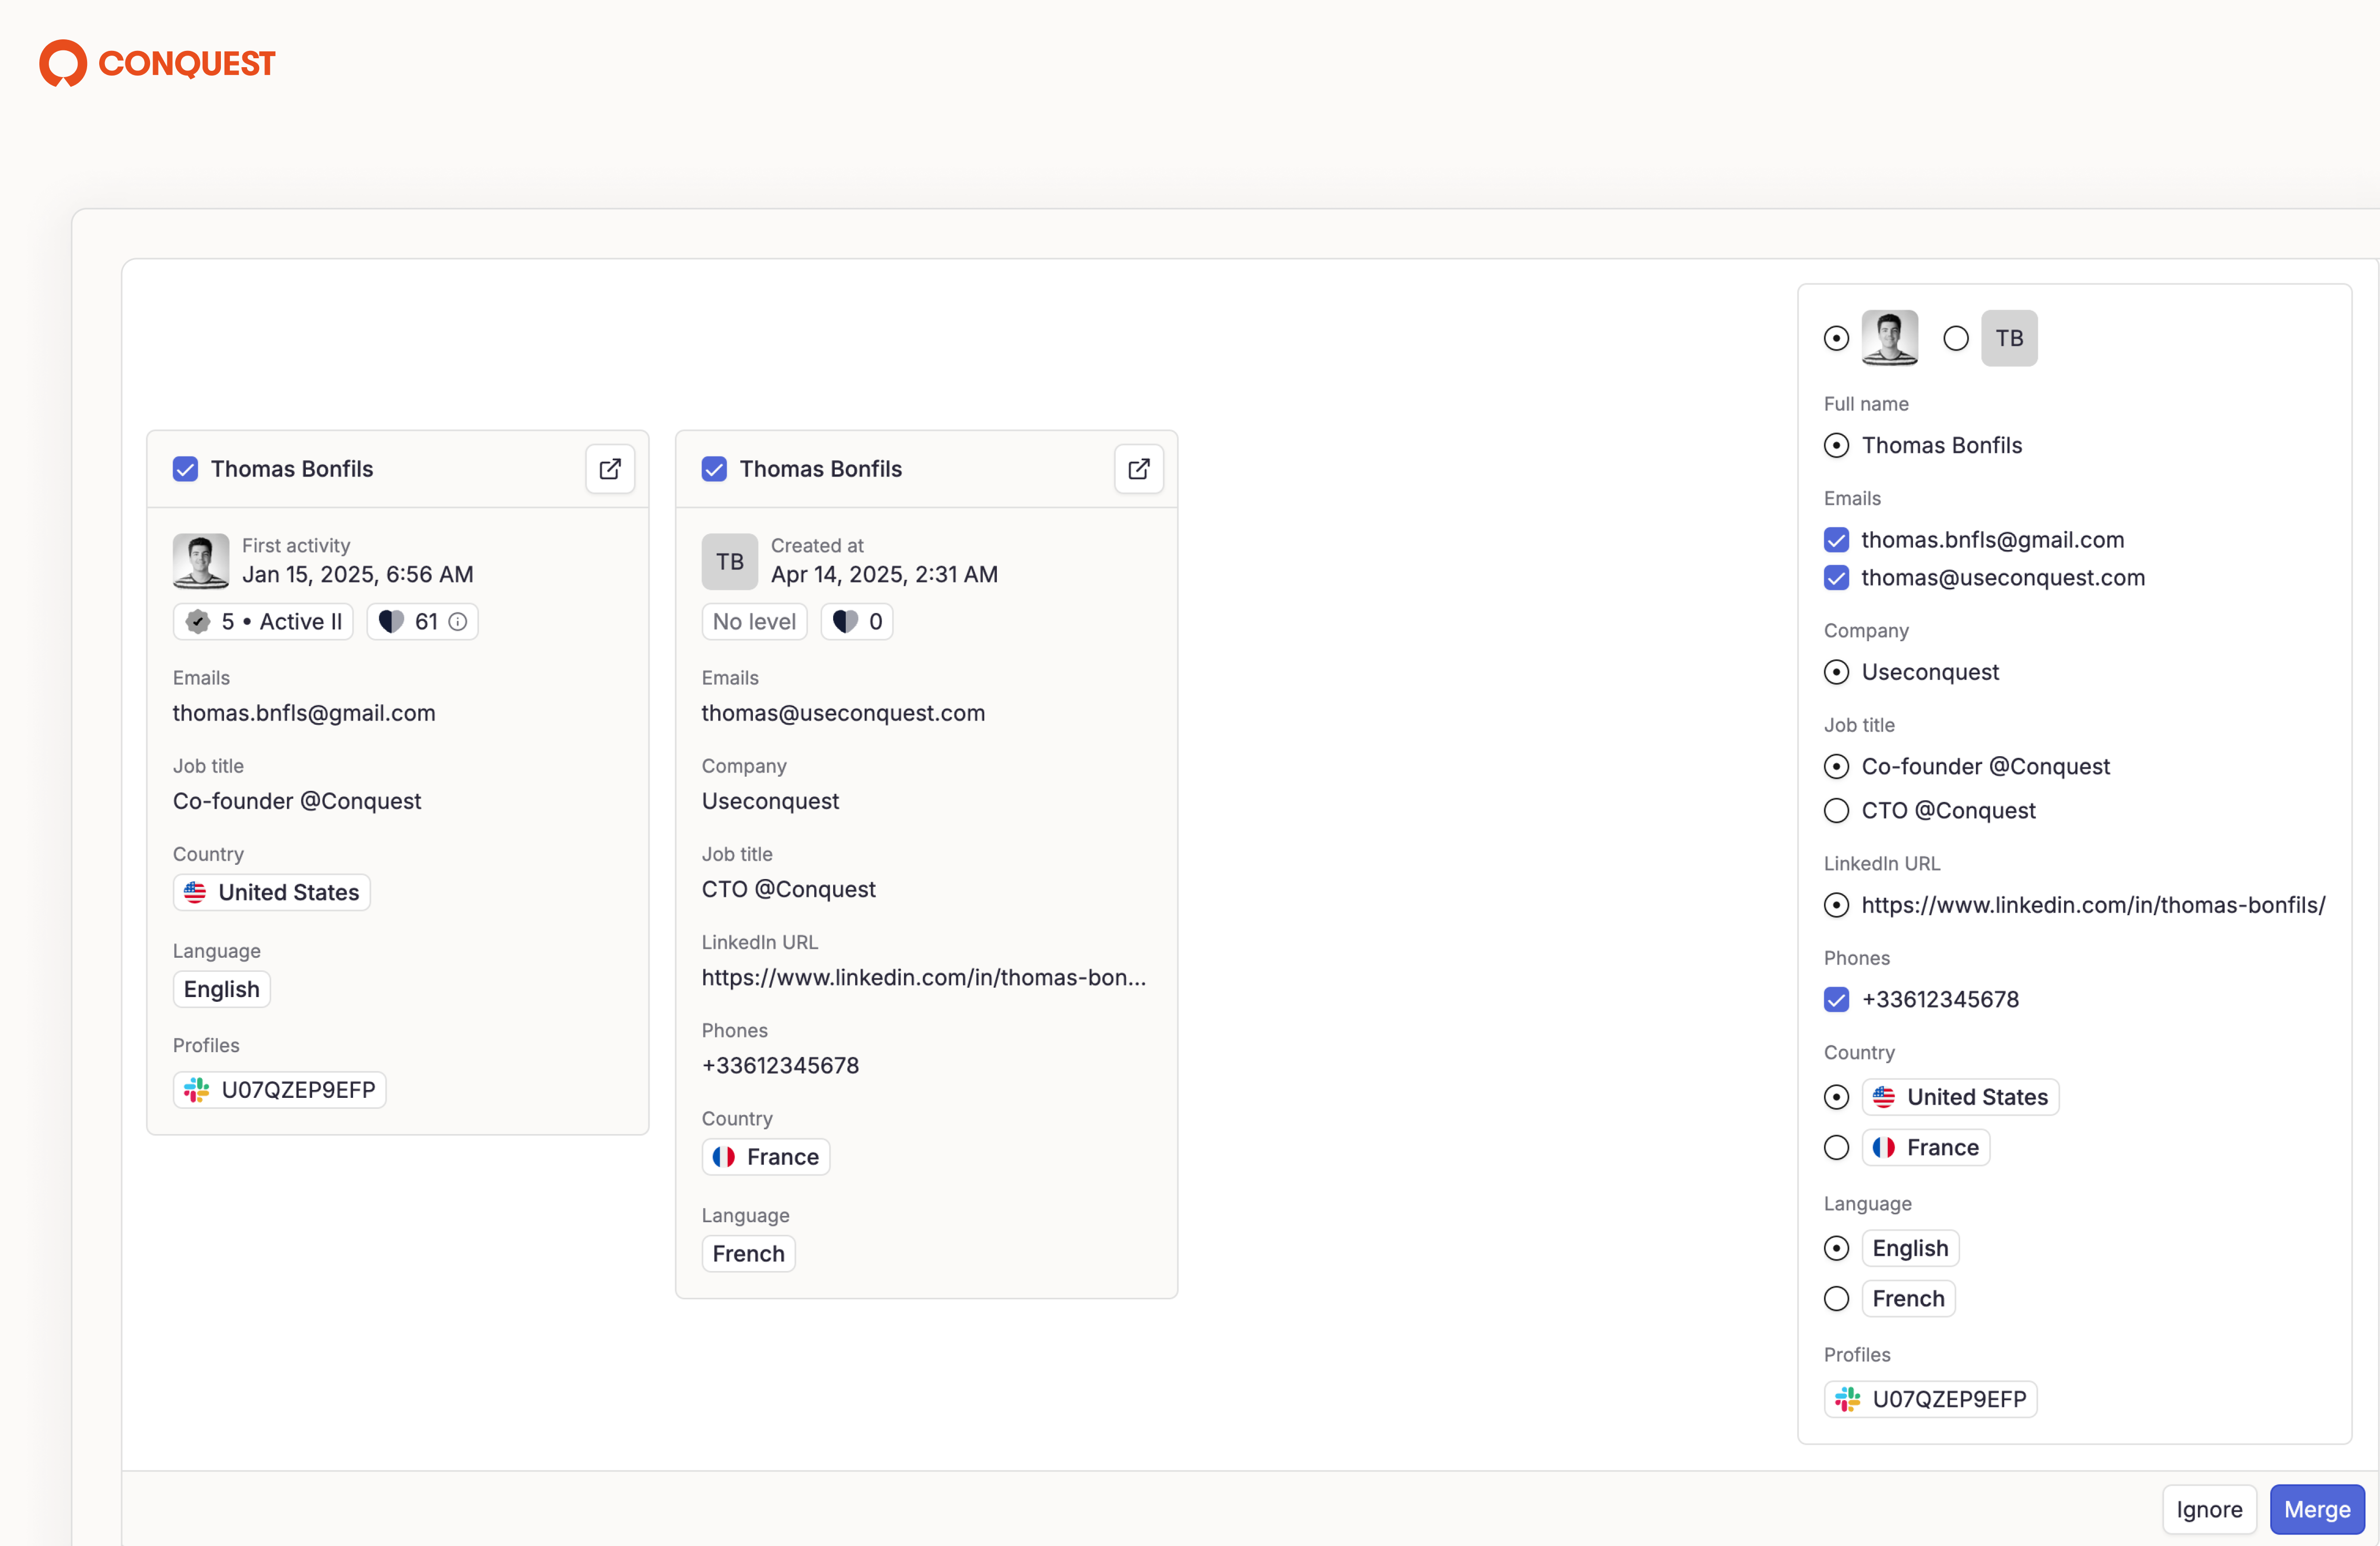 CONQUEST
Thomas Bonfils
First activity
Jan 15, 2025, 6:56 AM
5 • Active II
61
Emails
thomas.bnfls@gmail.com
Job title
Co-founder @Conquest
Country
United States
Language
English
Profiles
U07QZEP9EFP
Thomas Bonfils
TB
Created at
Apr 14, 2025, 2:31 AM
No level
0
Emails
thomas@useconquest.com
Company
Useconquest
Job title
CTO @Conquest
LinkedIn URL
https://www.linkedin.com/in/thomas-bon...
Phones
+33612345678
Country
France
Language
French
TB
Full name
Thomas Bonfils
Emails
thomas.bnfls@gmail.com
thomas@useconquest.com
Company
Useconquest
Job title
Co-founder @Conquest
CTO @Conquest
LinkedIn URL
https://www.linkedin.com/in/thomas-bonfils/
Phones
+33612345678
Country
United States
France
Language
English
French
Profiles
U07QZEP9EFP
Ignore
Merge